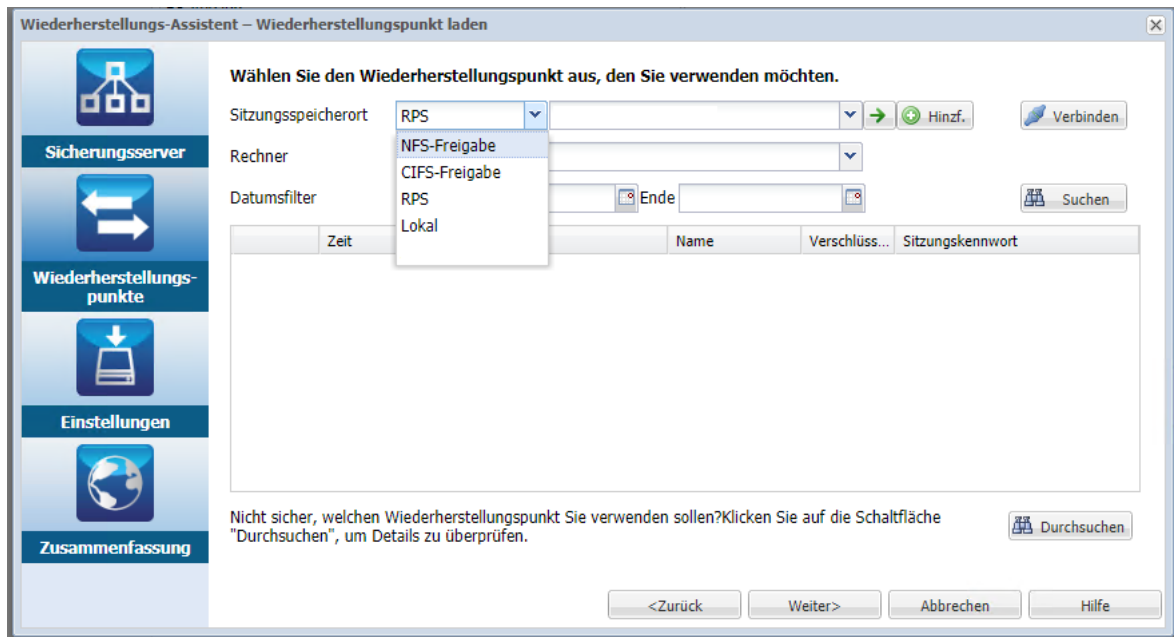 Wiederherstellungs-Assistent – Wiederherstellungspunkt laden
Sicherungsserver
Wiederherstellungs-
punkte
Einstellungen
Zusammenfassung
Wählen Sie den Wiederherstellungspunkt aus, den Sie verwenden möchten.
Sitzungsspeicherort RPS Hinzf. Verbinden
NFS-Freigabe
CIFS-Freigabe
RPS
Lokal
Rechner
Datumsfilter Ende Suchen
Zeit Name Verschlüss... Sitzungskennwort
Nicht sicher, welchen Wiederherstellungspunkt Sie verwenden sollen?Klicken Sie auf die Schaltfläche
"Durchsuchen", um Details zu überprüfen.
Durchsuchen
<Zurück Weiter> Abbrechen Hilfe